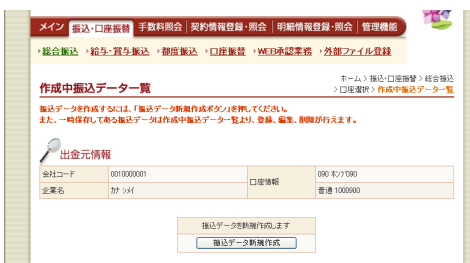 メイン 振込・口座振替 手数料照会 契約情報登録・照会 明細情報登録・照会 管理機能
総合振込 給与・賞与振込 都度振込 口座振替 WEB承認業務 外部ファイル登録
ホーム > 振込・口座振替 > 総合振込
作成中振込データ一覧
> 口座選択 > 作成中振込データ一覧
振込データを作成するには、「振込データ新規作成ボタン」を押してください。
また、一時保存してある振込データは作成中振込データ一覧より、登録、編集、削除が行えます。
出金元情報
会社コード 0010000001 口座情報 090 ホンテン090
企業名 カナ シメイ 普通 1000900
振込データを新規作成します
振込データ新規作成